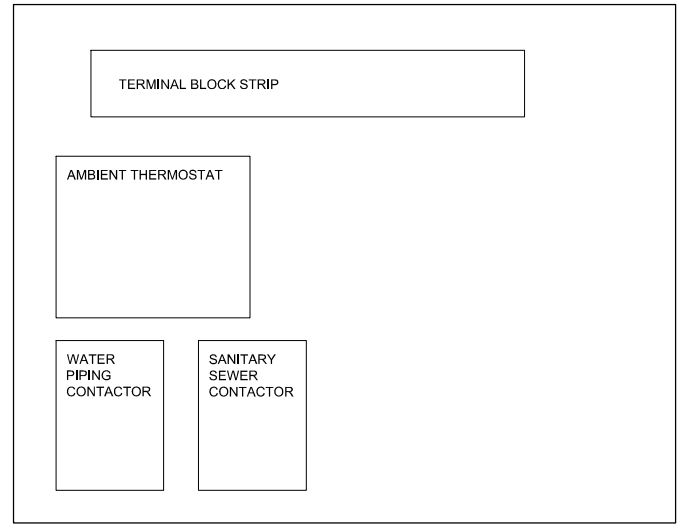 TERMINAL BLOCK STRIP
AMBIENT THERMOSTAT
WATER
PIPING
CONTACTOR
SANITARY
SEWER
CONTACTOR